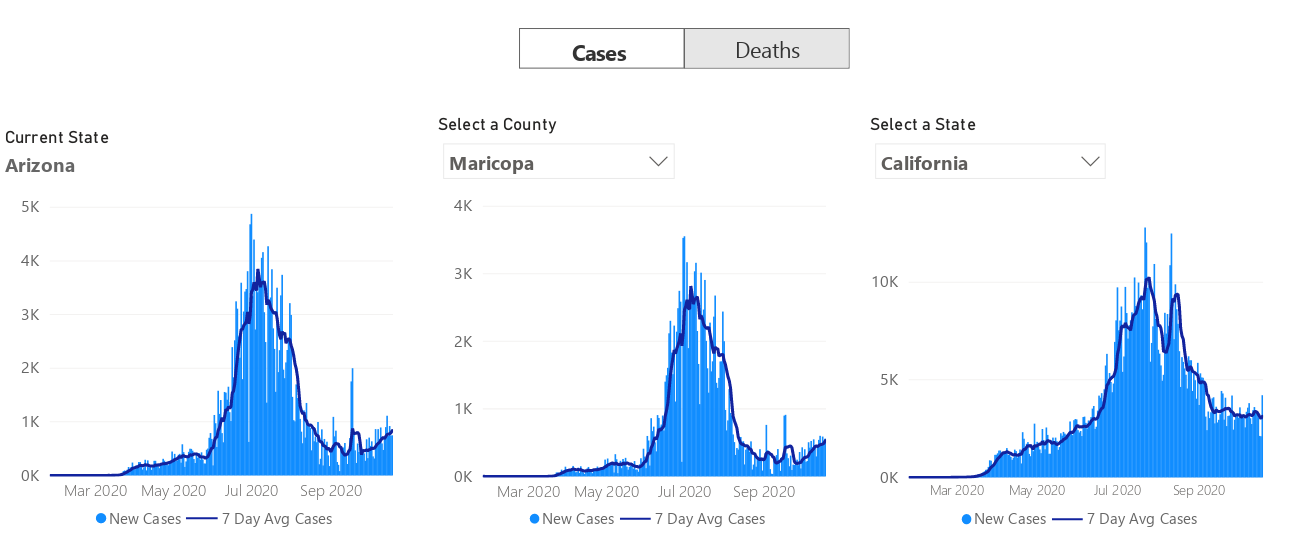 Cases Deaths
Current State
Arizona
5K
4K
3K
2K
1K
0K
Mar 2020 May 2020 Jul 2020 Sep 2020
New Cases 7 Day Avg Cases
Select a County
Maricopa
4K
3K
2K
1K
0K
Mar 2020 May 2020 Jul 2020 Sep 2020
New Cases 7 Day Avg Cases
Select a State
California
10K
5K
0K
Mar 2020 May 2020 Jul 2020 Sep 2020
New Cases 7 Day Avg Cases